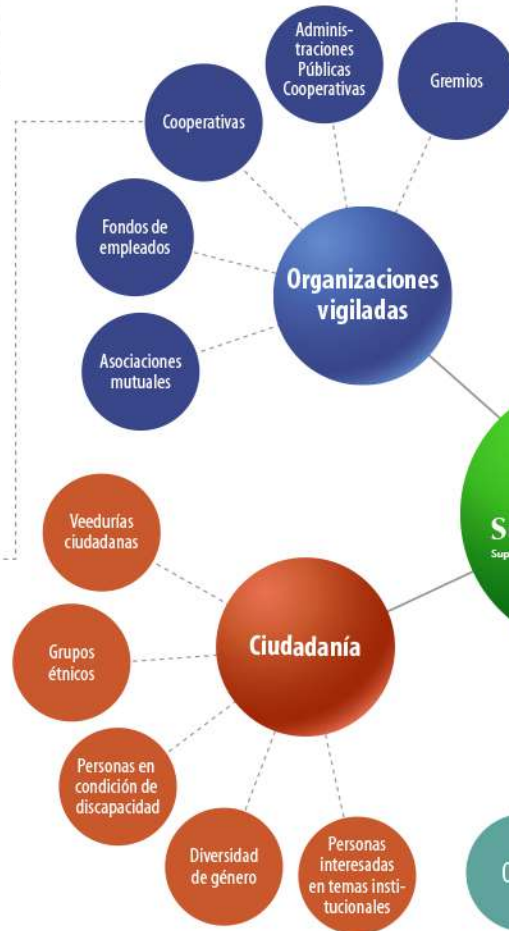 Adminis-
traciones
Públicas
Cooperativas
Gremios
Cooperativas
Fondos de
empleados
Organizaciones
vigiladas
Asociaciones
mutuales
Veedurías
ciudadanas
Ciudadanía
Grupos
étnicos
Personas en
condición de
discapacidad
Diversidad
de género
Personas
interesadas
en temas insti-
tucionales